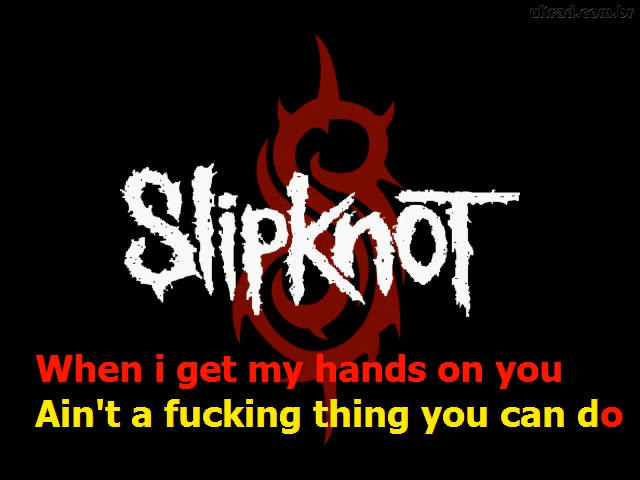 ultrad.com.br
Slipknot
When i get my hands on you
Ain't a fucking thing you can do